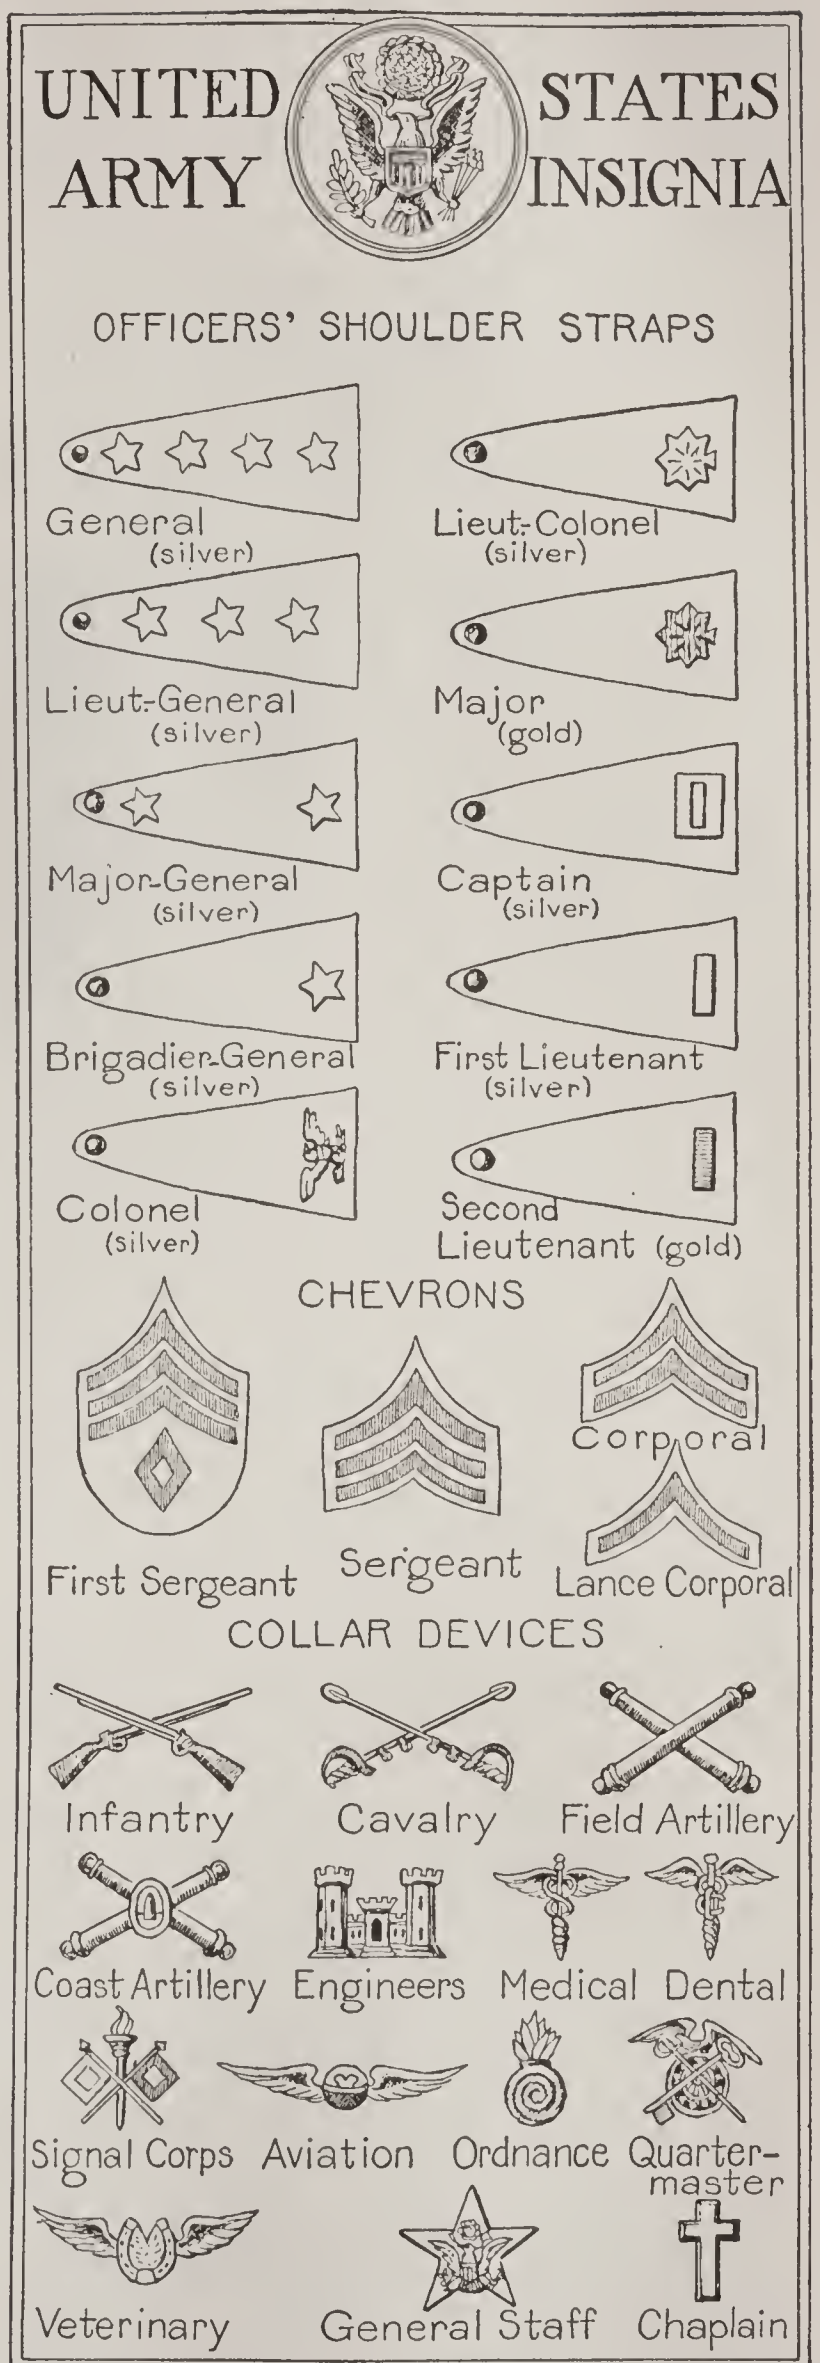 UNITED STATES
ARMY INSIGNIA
OFFICERS' SHOULDER STRAPS
General
(silver)
Lieut.-General
(silver)
Major-General
(silver)
Brigadier-General
(silver)
Colonel
(silver)
Lieut.-Colonel
(silver)
Major
(gold)
Captain
(silver)
First Lieutenant
(silver)
Second
Lieutenant (gold)
CHEVRONS
First Sergeant
Sergeant
Corporal
Lance Corporal
COLLAR DEVICES
Infantry Cavalry Field Artillery
Coast Artillery Engineers Medical Dental
Signal Corps Aviation Ordnance Quarter-
master
Veterinary General Staff Chaplain